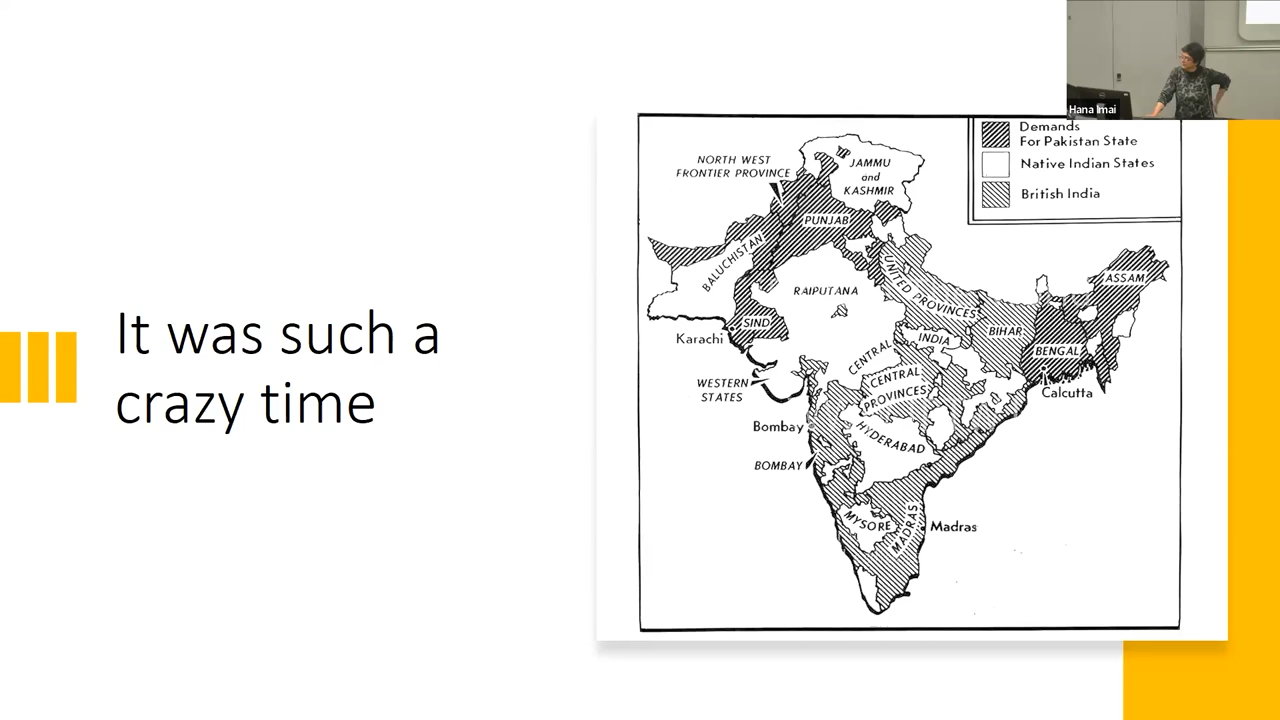 Hana Imai
It was such a
crazy time
Demands
For Pakistan State
Native Indian States
British India
NORTH WEST
FRONTIER PROVINCE
JAMMU
and
KASHMIR
PUNJAB
BALUCHISTAN
RAIPUTANA
UNITED PROVINCES
ASSAM
SIND
Karachi
INDIA
BIHAR
BENGAL
CENTRAL
CENTRAL
PROVINCES
WESTERN
STATES
Calcutta
Bombay
HYDERABAD
BOMBAY
MYSORE
MADRAS
Madras